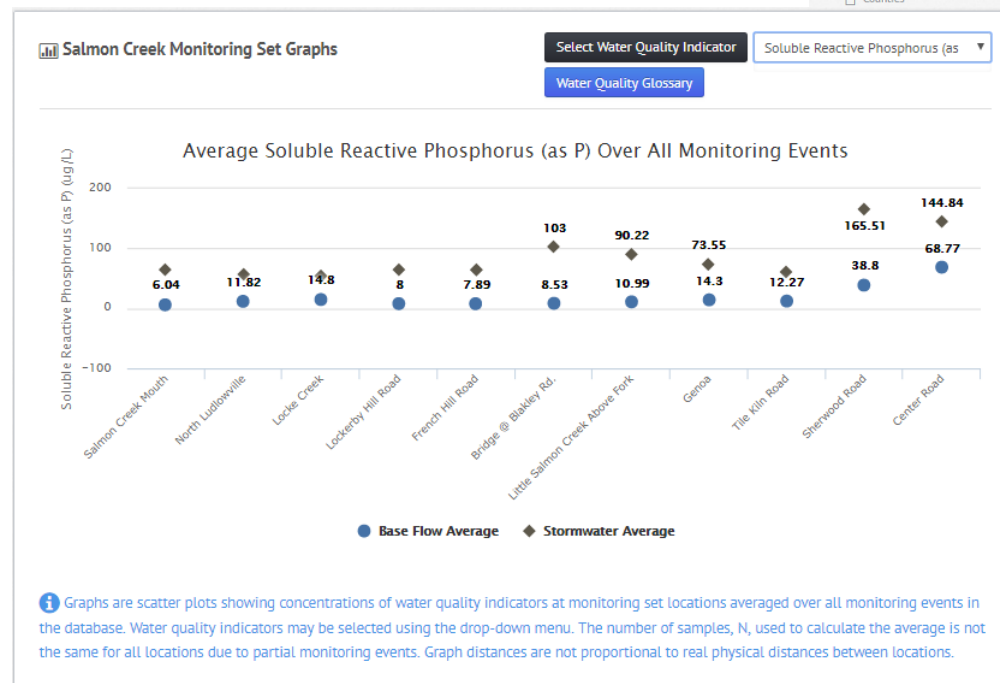 Counties
Salmon Creek Monitoring Set Graphs
Select Water Quality Indicator
Soluble Reactive Phosphorus (as
Water Quality Glossary
Average Soluble Reactive Phosphorus (as P) Over All Monitoring Events
Soluble Reactive Phosphorus (as P) (ug/L)
200
100
0
−100
6.04
11.82
14.8
8
7.89
103
8.53
90.22
10.99
73.55
14.3
12.27
165.51
38.8
144.84
68.77
Salmon Creek Mouth
North Ludlowville
Locke Creek
Lockerby Hill Road
French Hill Road
Bridge @ Blakley Rd.
Little Salmon Creek Above Fork
Genoa
Tile Kiln Road
Sherwood Road
Center Road
Base Flow Average
Stormwater Average
Graphs are scatter plots showing concentrations of water quality indicators at monitoring set locations averaged over all monitoring events in
the database. Water quality indicators may be selected using the drop-down menu. The number of samples, N, used to calculate the average is not
the same for all locations due to partial monitoring events. Graph distances are not proportional to real physical distances between locations.